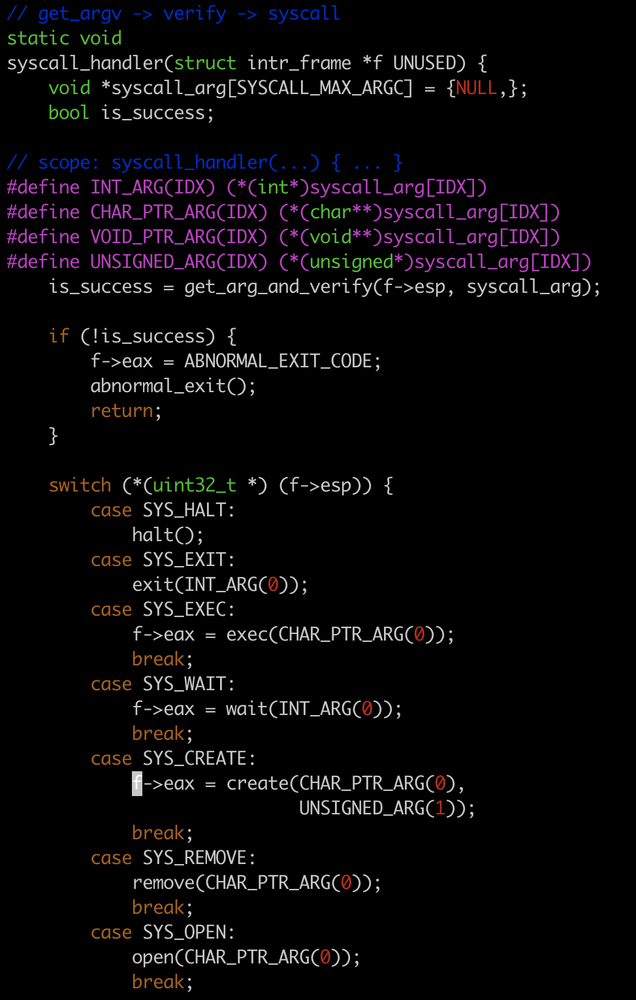 // get_argv -> verify -> syscall
static void
syscall_handler(struct intr_frame *f UNUSED) {
    void *syscall_arg[SYSCALL_MAX_ARGC] = {NULL,};
    bool is_success;

// scope: syscall_handler(...) { ... }
#define INT_ARG(IDX) (*(int*)syscall_arg[IDX])
#define CHAR_PTR_ARG(IDX) (*(char**)syscall_arg[IDX])
#define VOID_PTR_ARG(IDX) (*(void**)syscall_arg[IDX])
#define UNSIGNED_ARG(IDX) (*(unsigned*)syscall_arg[IDX])
    is_success = get_arg_and_verify(f->esp, syscall_arg);

    if (!is_success) {
        f->eax = ABNORMAL_EXIT_CODE;
        abnormal_exit();
        return;
    }

    switch (*(uint32_t *) (f->esp)) {
        case SYS_HALT:
            halt();
        case SYS_EXIT:
            exit(INT_ARG(0));
        case SYS_EXEC:
            f->eax = exec(CHAR_PTR_ARG(0));
            break;
        case SYS_WAIT:
            f->eax = wait(INT_ARG(0));
            break;
        case SYS_CREATE:
            f->eax = create(CHAR_PTR_ARG(0),
                            UNSIGNED_ARG(1));
            break;
        case SYS_REMOVE:
            remove(CHAR_PTR_ARG(0));
            break;
        case SYS_OPEN:
            open(CHAR_PTR_ARG(0));
            break;